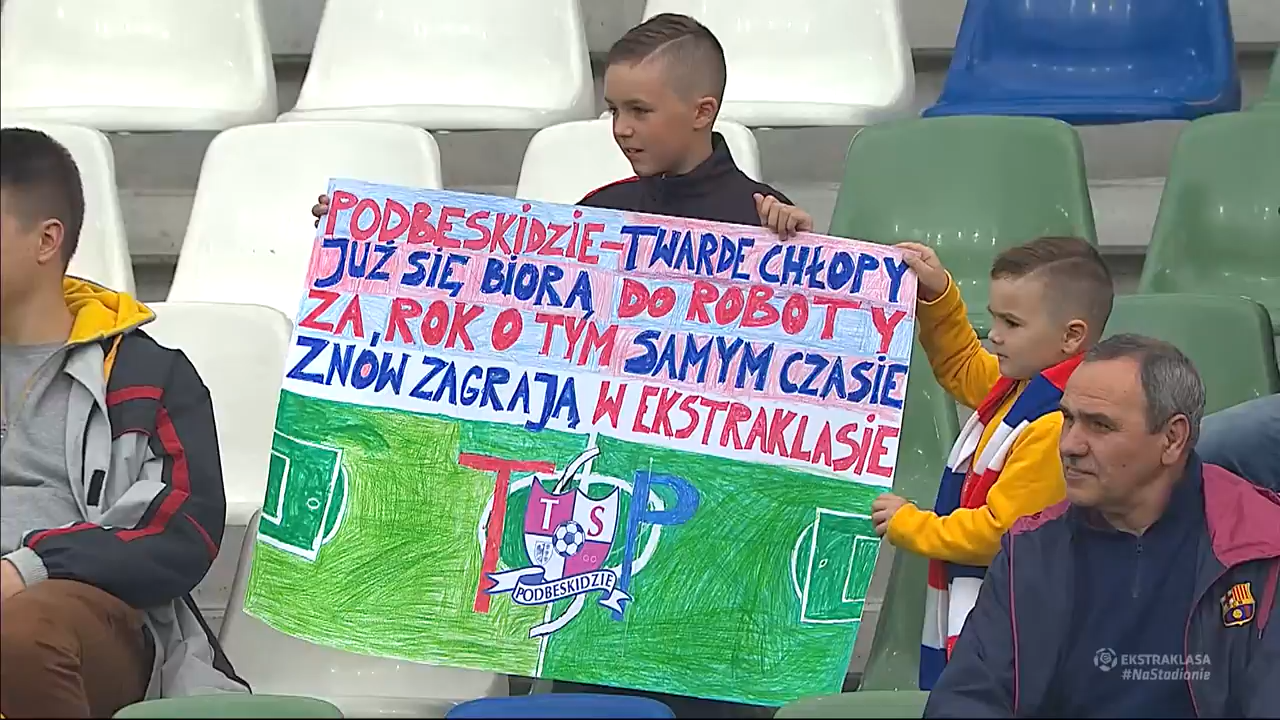 PODBESKIDZIE-TWARDE CHŁOPY
JUŻ SIĘ BIORĄ DO ROBOTY
ZA ROK O TYM SAMYM CZASIE
ZNÓW ZAGRAJĄ W EKSTRAKLASIE
T P
T S
PODBESKIDZIE
EKSTRAKLASA
#NaStadionie